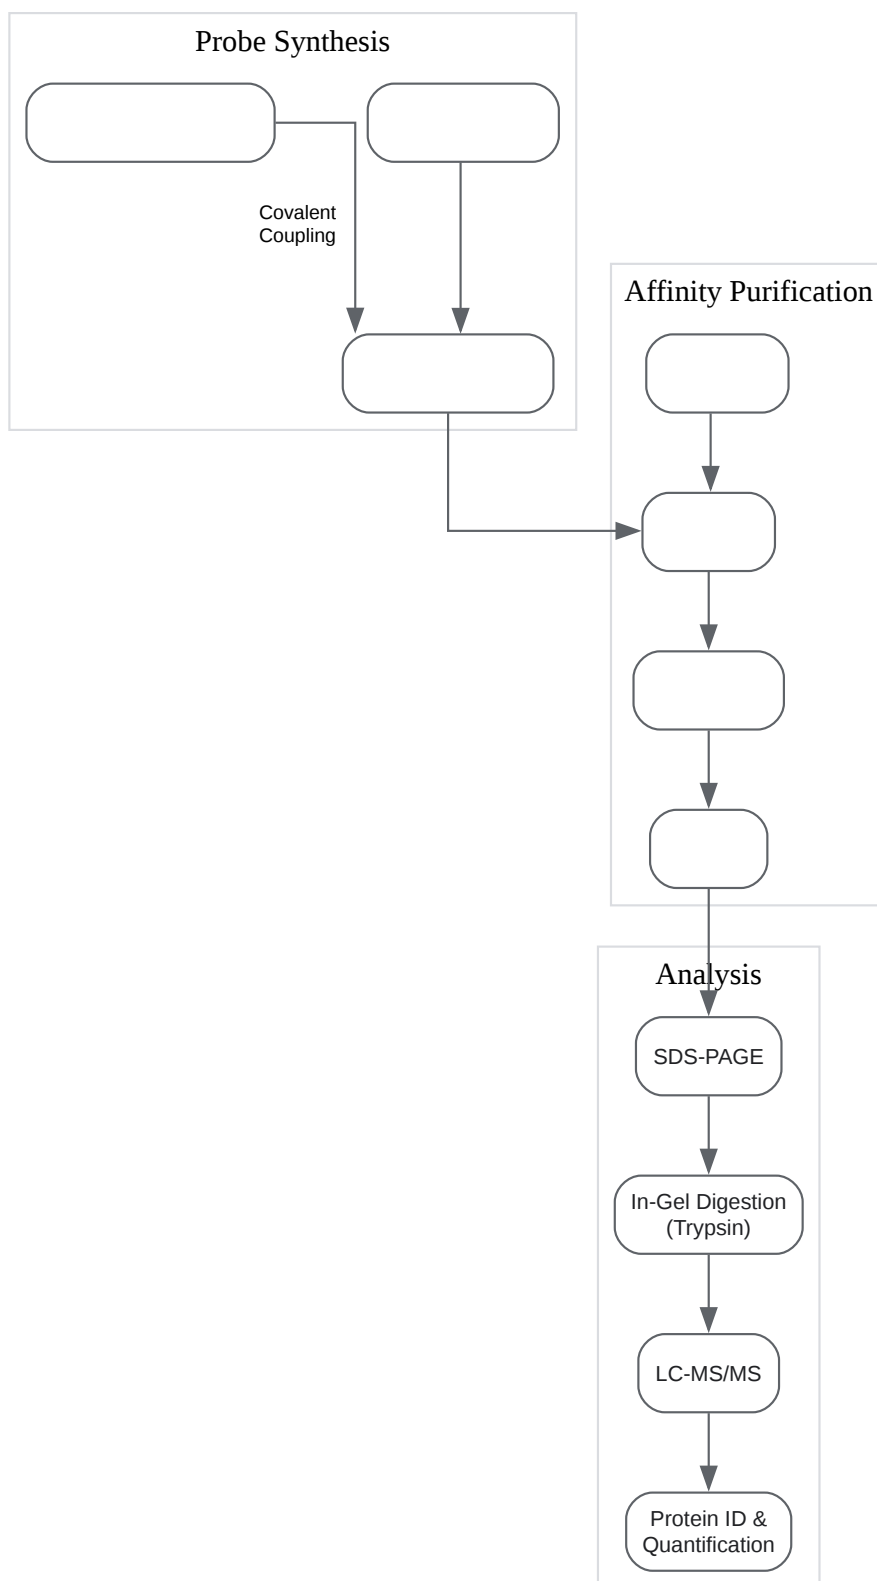 Probe Synthesis
Covalent
Coupling
Affinity Purification
Analysis
SDS-PAGE
In-Gel Digestion
(Trypsin)
LC-MS/MS
Protein ID &
Quantification